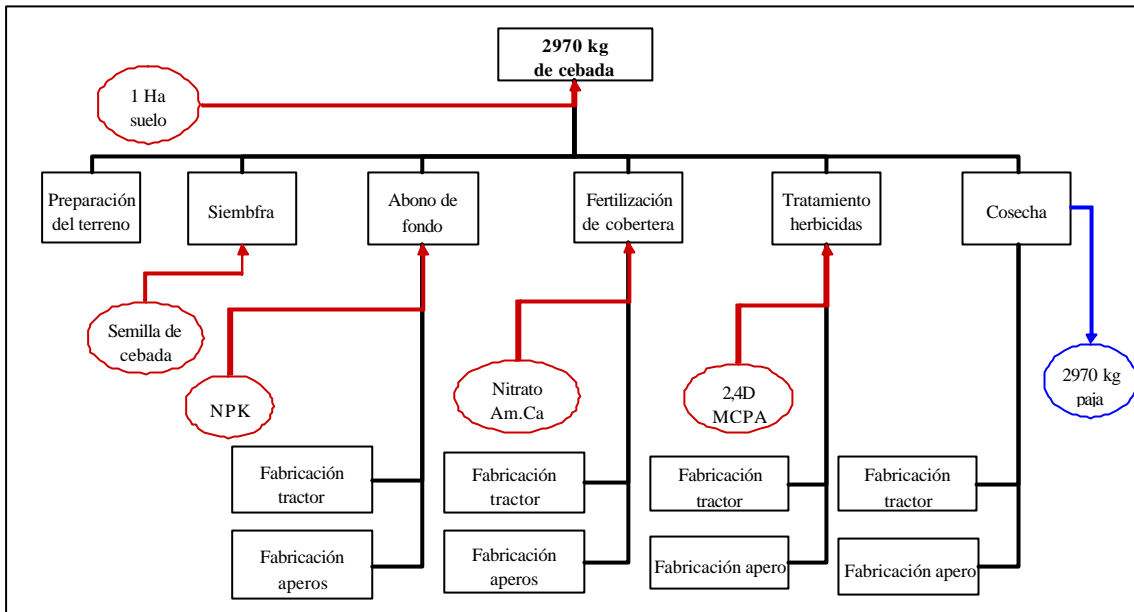 2970 kg
de cebada
1 Ha
suelo
Preparación
del terreno
Siembfra
Abono de
fondo
Fertilización
de cobertera
Tratamiento
herbicidas
Cosecha
Semilla de
cebada
NPK
Nitrato
Am.Ca
2,4D
MCPA
2970 kg
paja
Fabricación
tractor
Fabricación
tractor
Fabricación
tractor
Fabricación
tractor
Fabricación
aperos
Fabricación
aperos
Fabricación apero
Fabricación apero